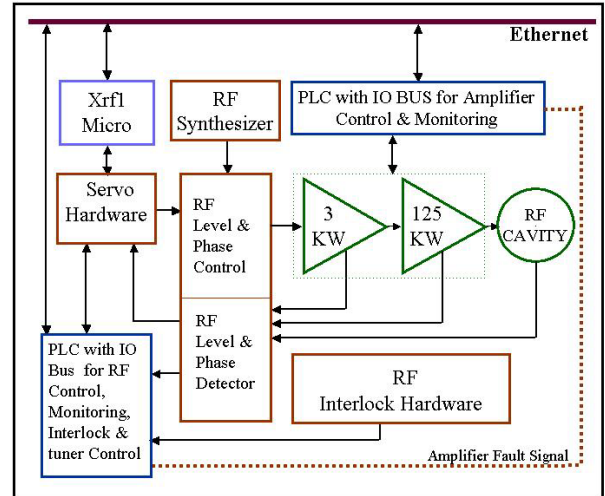 Ethernet
Xrf1
Micro
RF
Synthesizer
PLC with IO BUS for Amplifier
Control & Monitoring
Servo
Hardware
RF
Level &
Phase
Control
3
KW
125
KW
RF
CAVITY
RF
Level &
Phase
Detector
PLC with IO
Bus for RF
Control,
Monitoring,
Interlock &
tuner Control
RF
Interlock Hardware
Amplifier Fault Signal